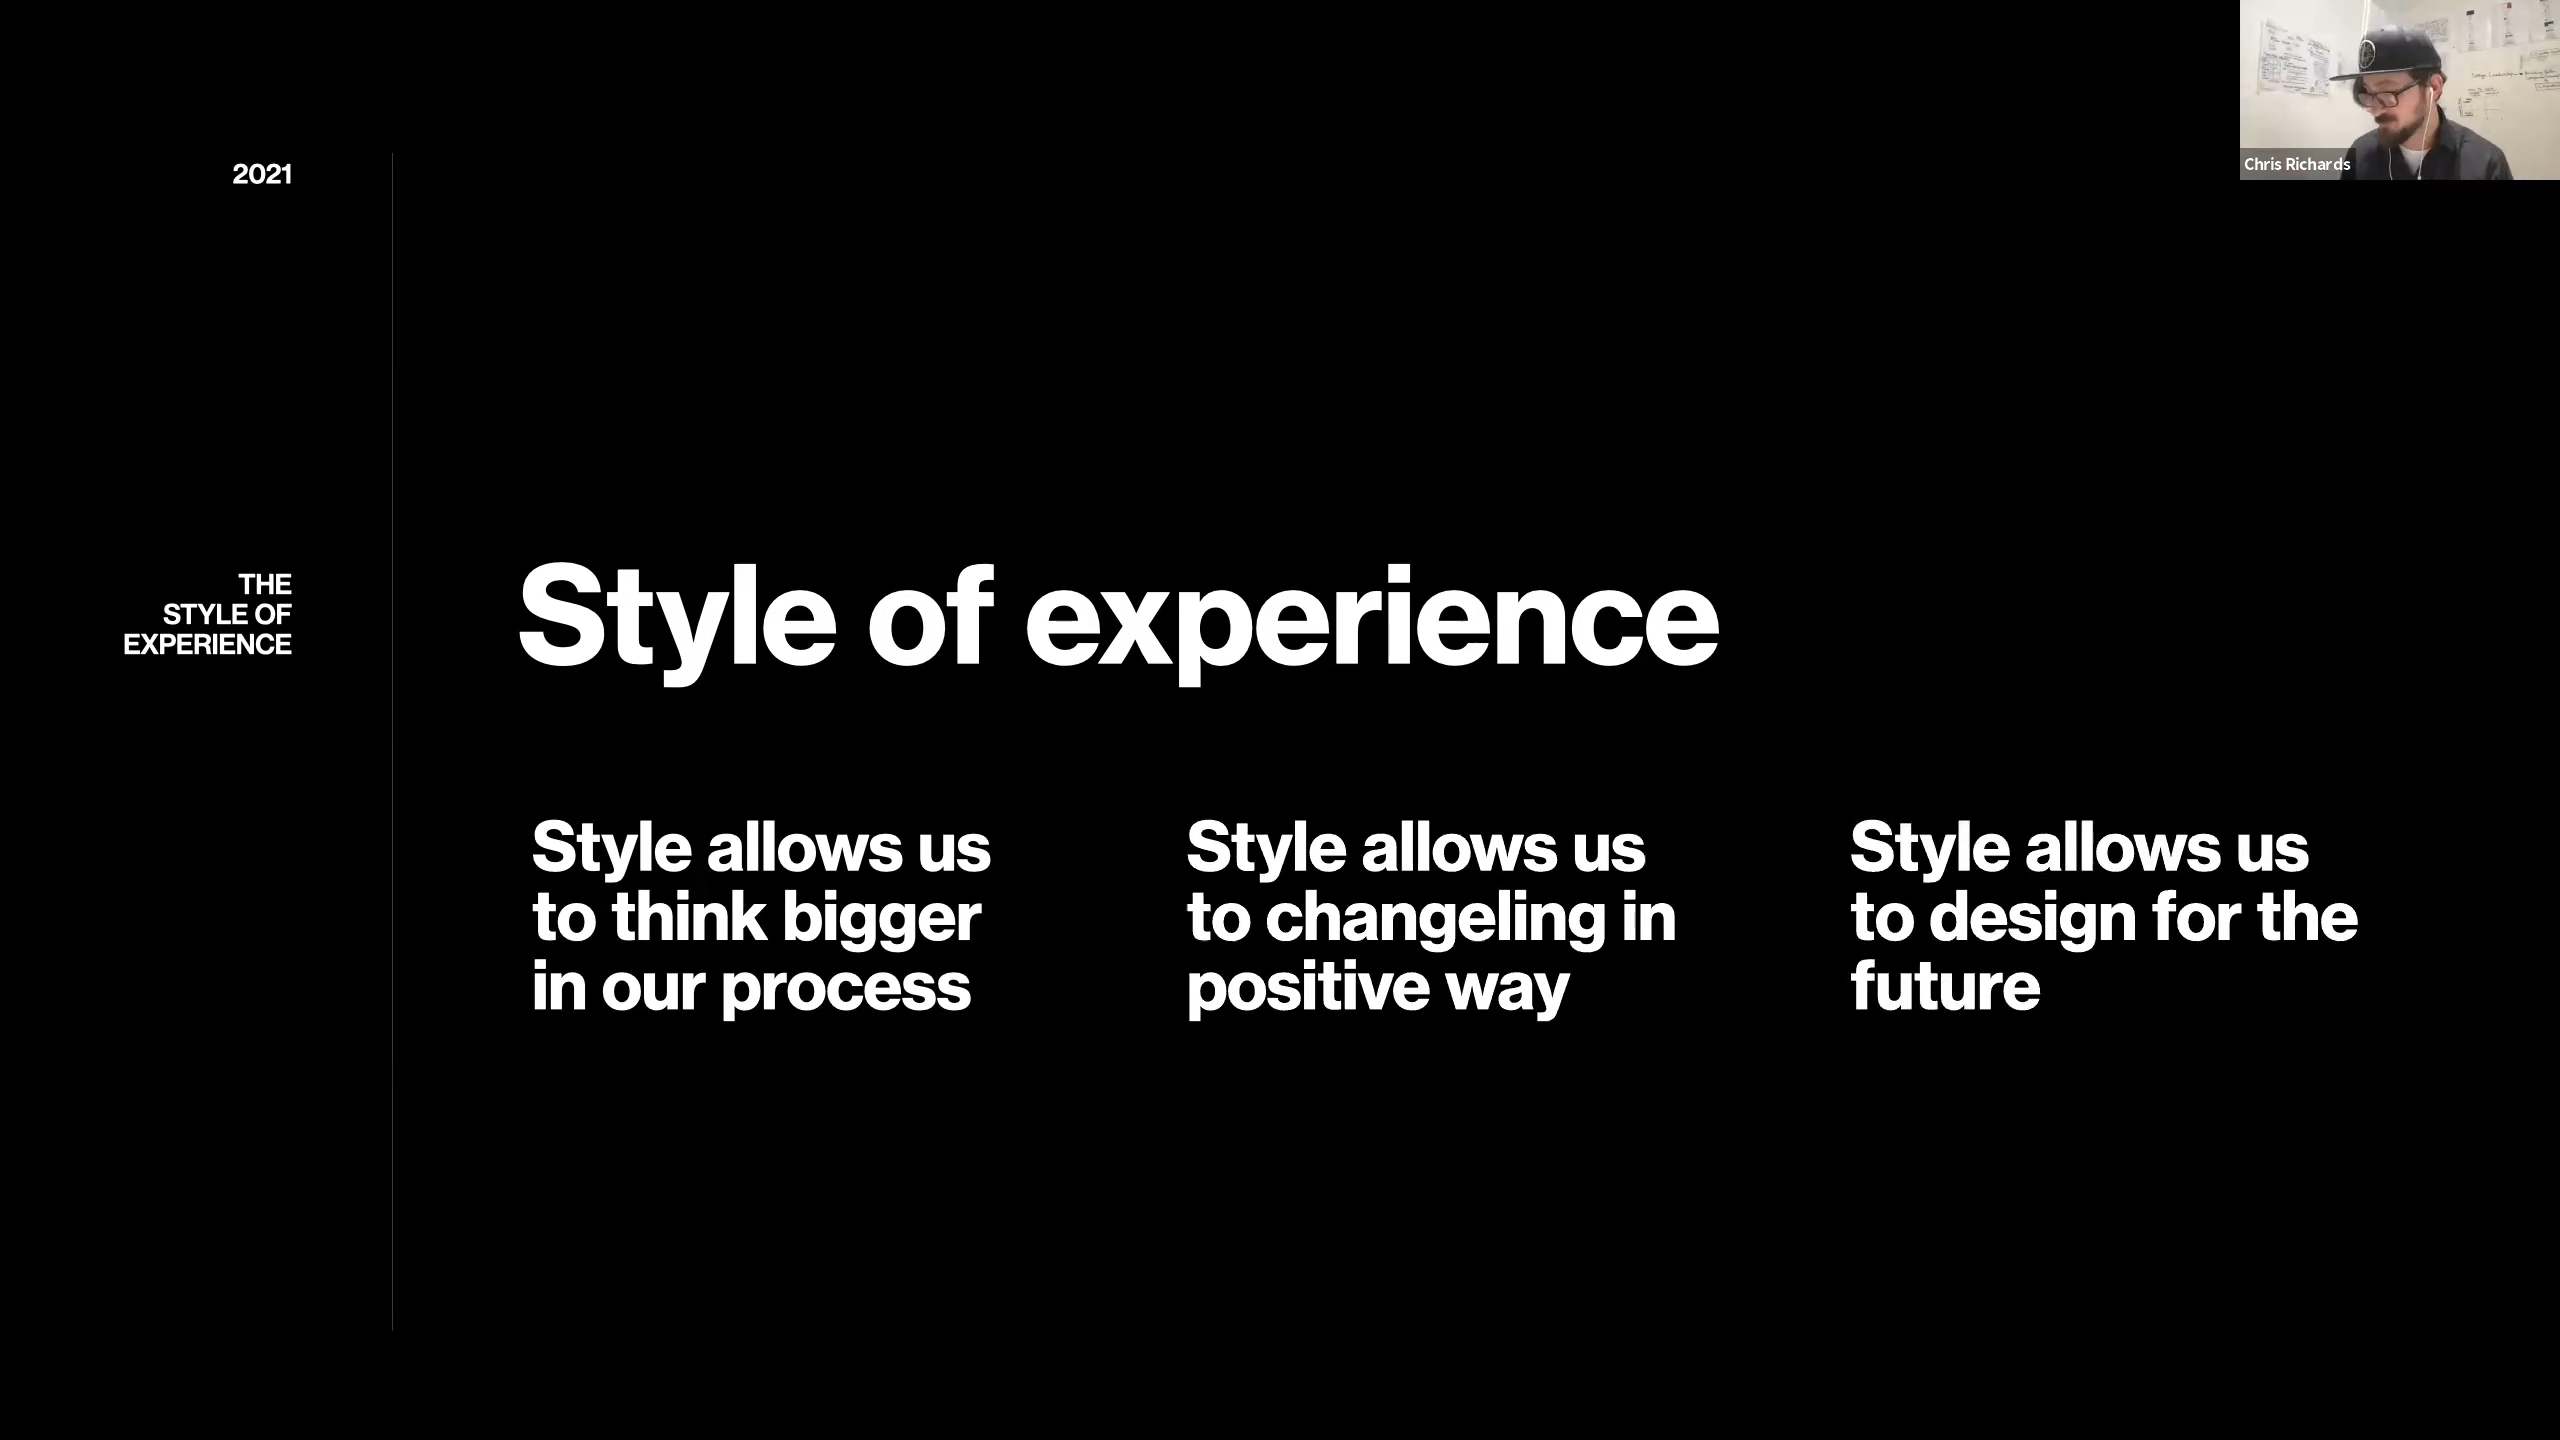 2021
Chris Richards
THE
STYLE OF
EXPERIENCE
Style of experience
Style allows us
to think bigger
in our process
Style allows us
to changeling in
positive way
Style allows us
to design for the
future